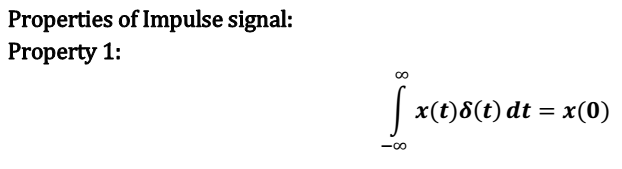 Properties of Impulse signal:
Property 1:
∫_{-∞}^{∞} x(t)δ(t) dt = x(0)